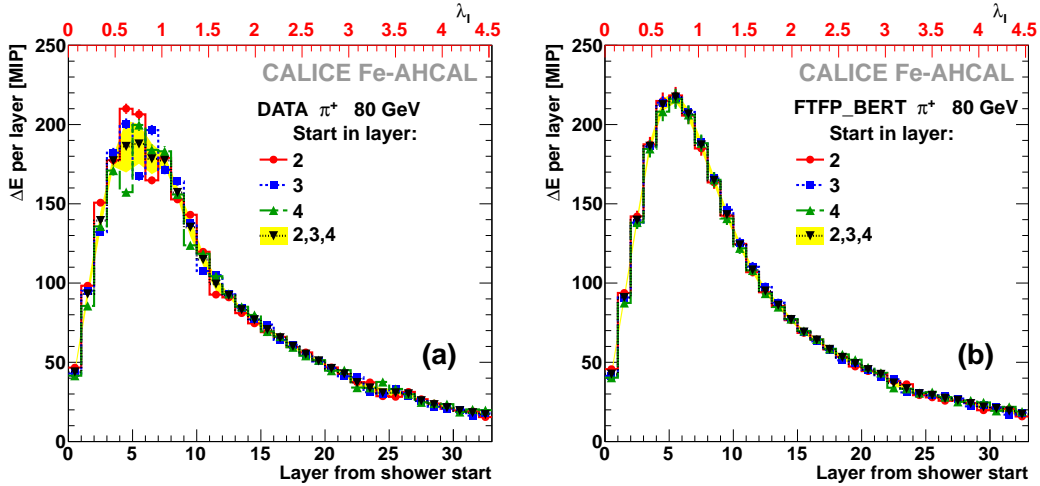 λI
0 0.5 1 1.5 2 2.5 3 3.5 4 4.5
ΔE per layer [MIP]
250
200
150
100
50
0
CALICE Fe-AHCAL
DATA π+ 80 GeV
Start in layer:
2
3
4
2,3,4
(a)
0 5 10 15 20 25 30
Layer from shower start
λI
0 0.5 1 1.5 2 2.5 3 3.5 4 4.5
ΔE per layer [MIP]
250
200
150
100
50
0
CALICE Fe-AHCAL
FTFP_BERT π+ 80 GeV
Start in layer:
2
3
4
2,3,4
(b)
0 5 10 15 20 25 30
Layer from shower start